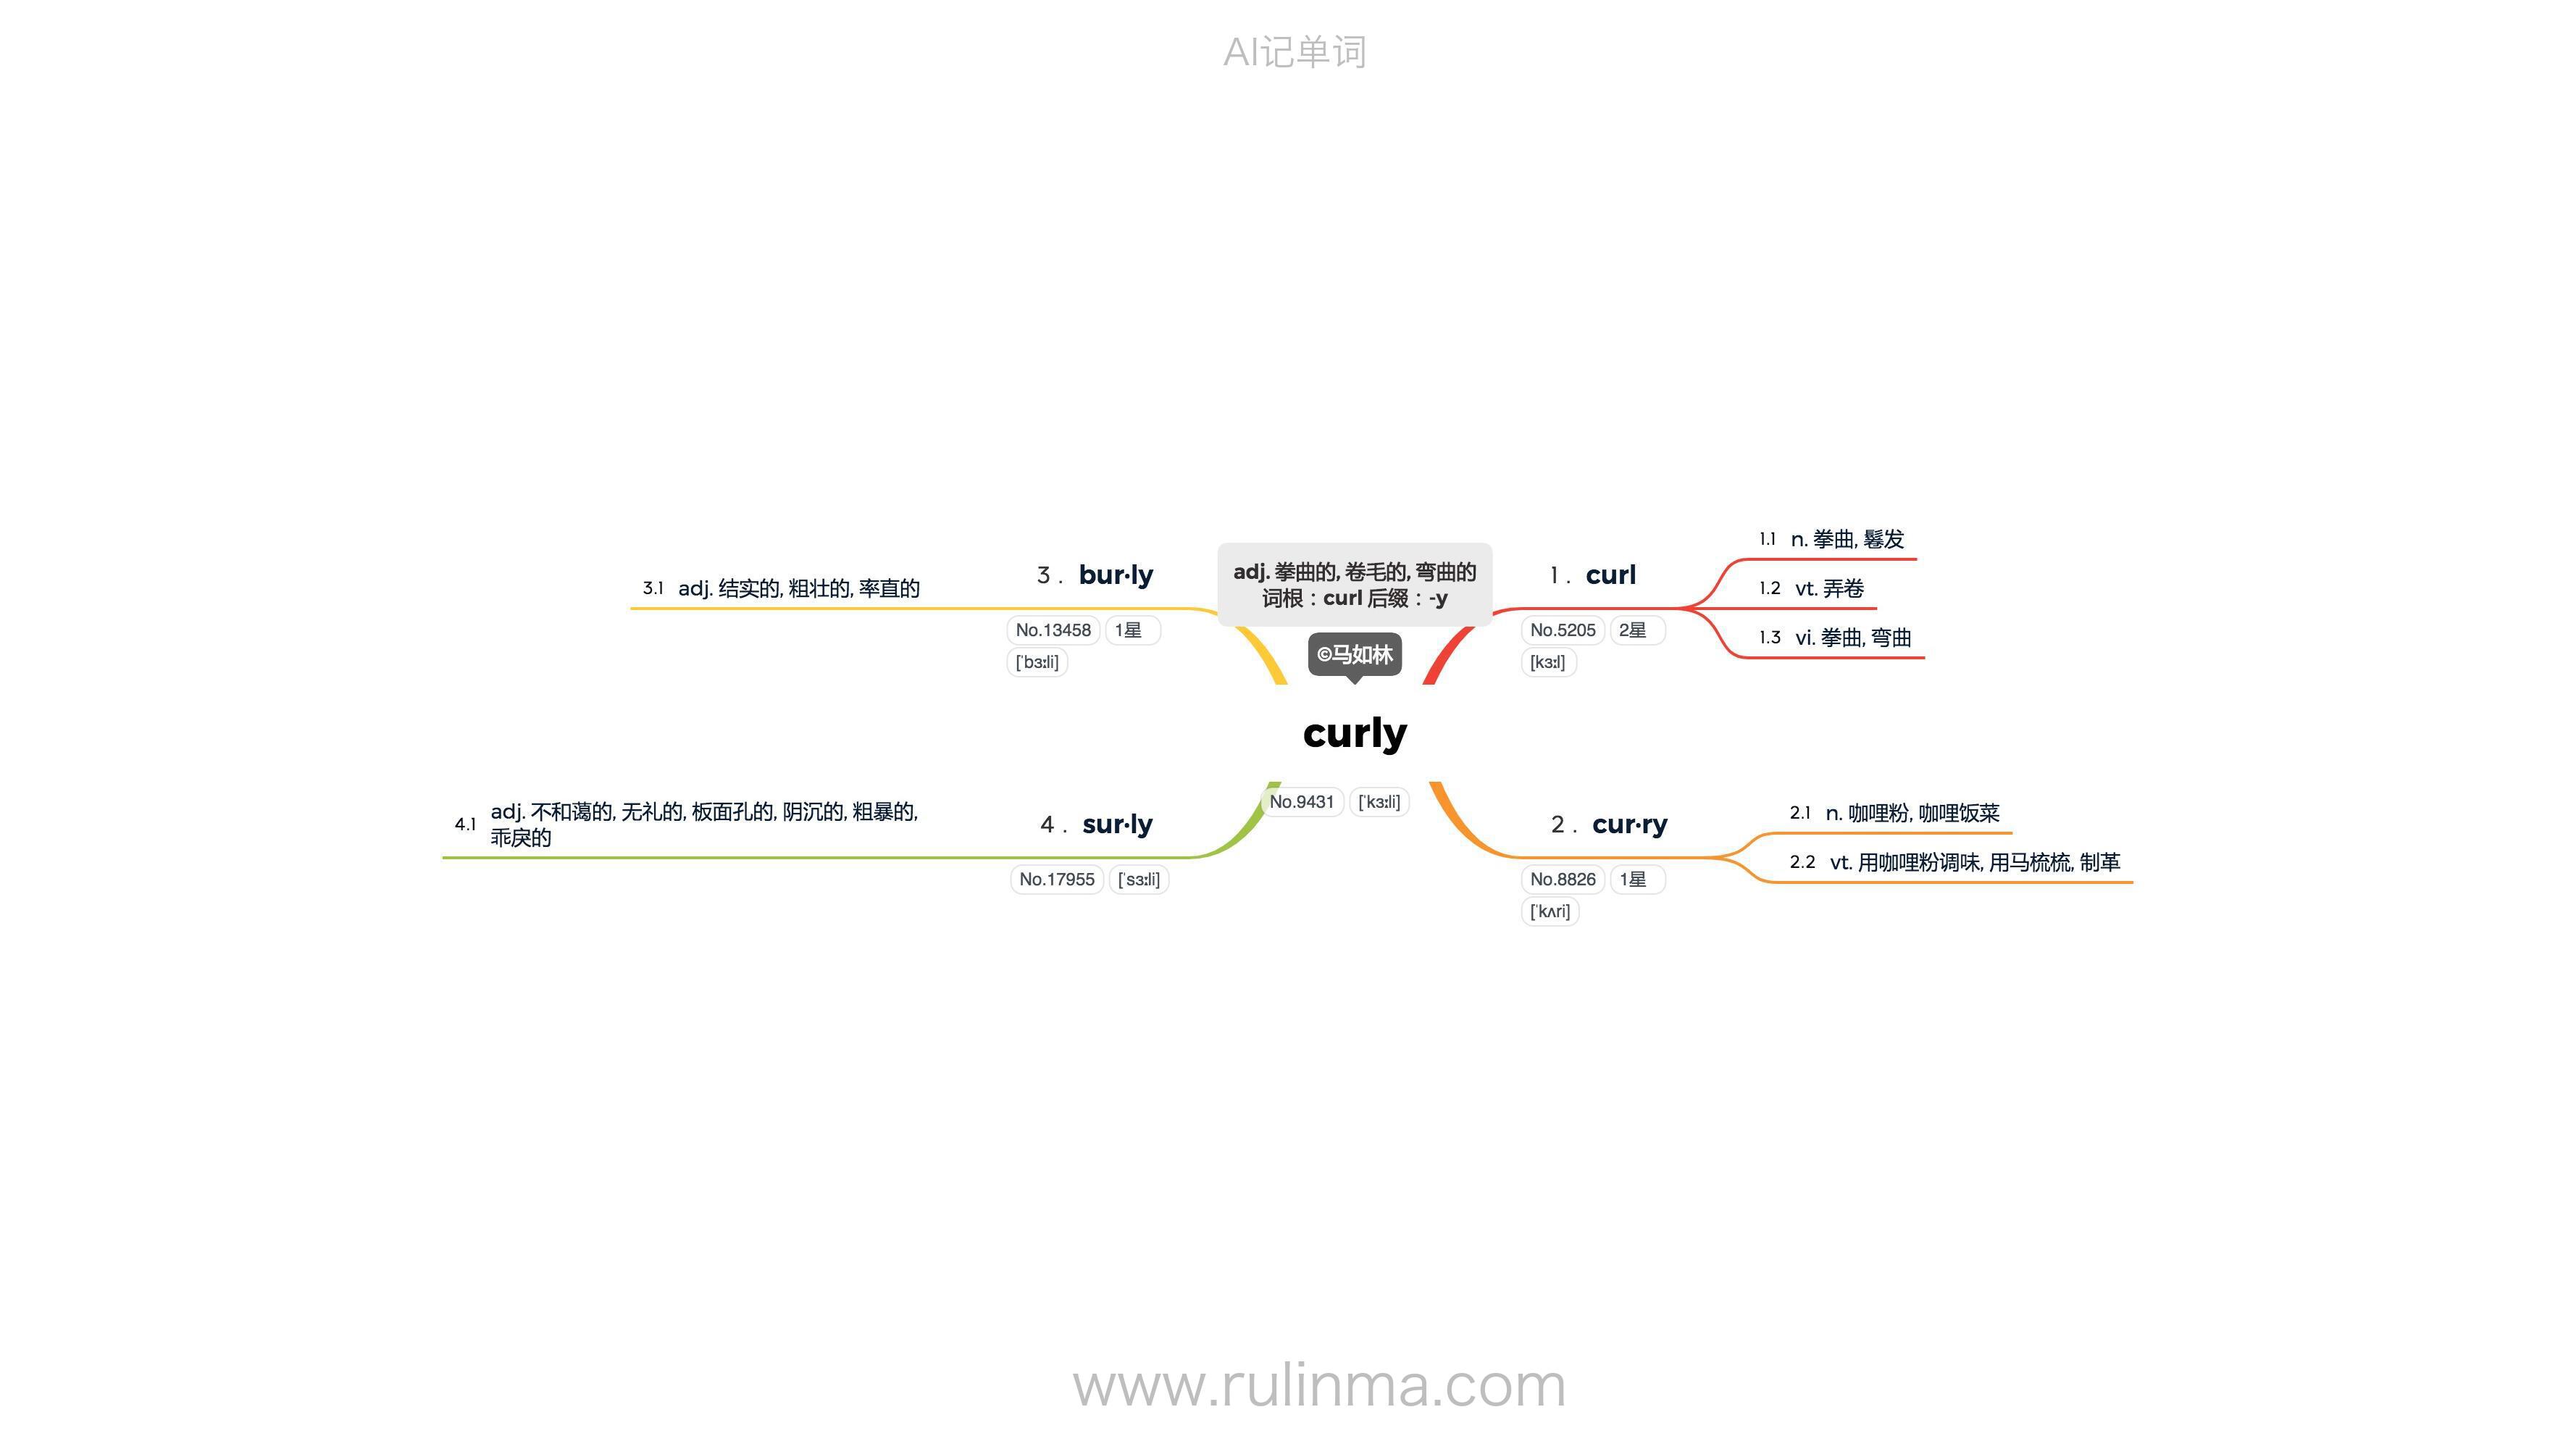 AI记单词
adj. 拳曲的, 卷毛的, 弯曲的
词根：curl 后缀：-y
©马如林
curly
No.9431 ['kɜːli]
1. curl
No.5205 2星
[kɜːl]
1.1 n. 拳曲, 鬈发
1.2 vt. 弄卷
1.3 vi. 拳曲, 弯曲
2. cur·ry
No.8826 1星
['kʌri]
2.1 n. 咖哩粉, 咖哩饭菜
2.2 vt. 用咖哩粉调味, 用马梳梳, 制革
3. bur·ly
No.13458 1星
['bɜːli]
3.1 adj. 结实的, 粗壮的, 率直的
4. sur·ly
No.17955 ['sɜːli]
4.1 adj. 不和蔼的, 无礼的, 板面孔的, 阴沉的, 粗暴的,
乖戾的
www.rulinma.com